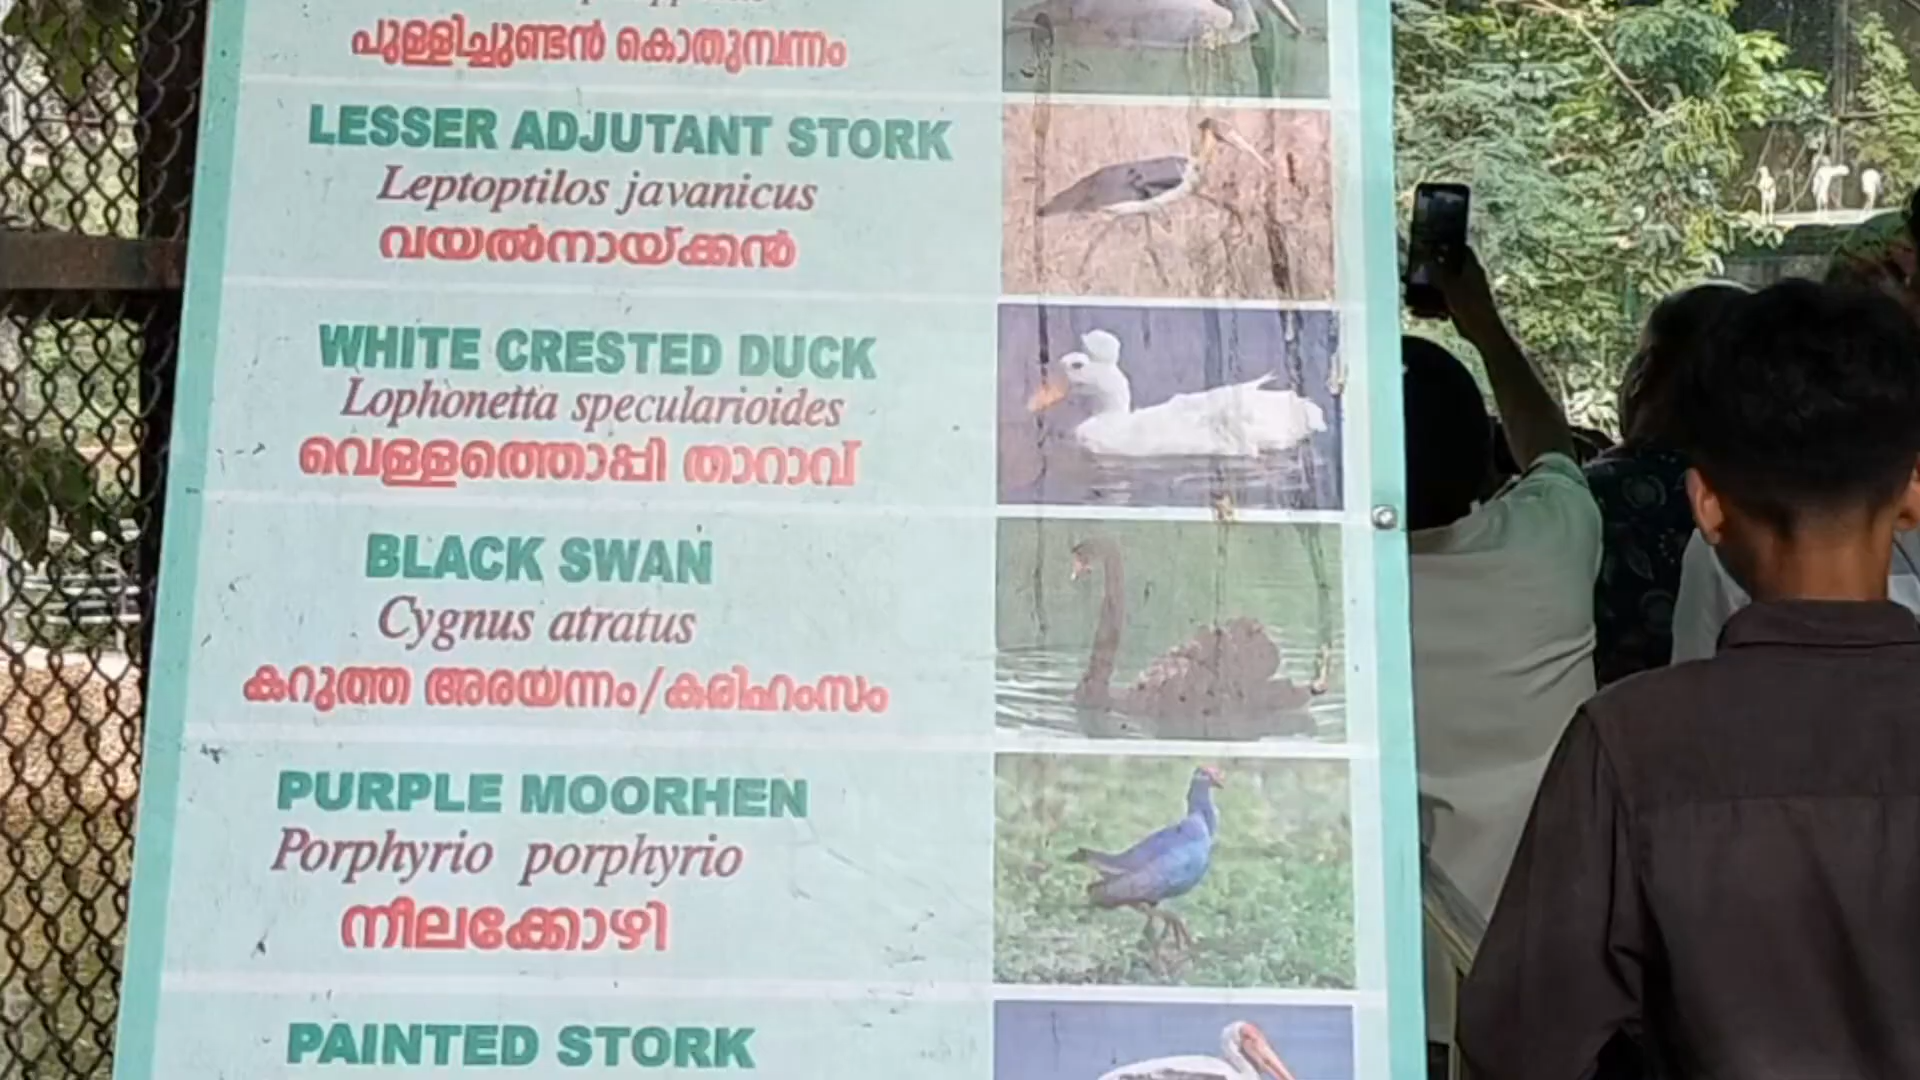 പുള്ളിച്ചുണ്ടൻ കൊതുമ്പന്നം
LESSER ADJUTANT STORK
Leptoptilos javanicus
വയൽനായ്ക്കൻ
WHITE CRESTED DUCK
Lophonetta specularioides
വെള്ളത്തൊപ്പി താറാവ്
BLACK SWAN
Cygnus atratus
കറുത്ത അരയന്നം/കരിഹംസം
PURPLE MOORHEN
Porphyrio porphyrio
നീലക്കോഴി
PAINTED STORK